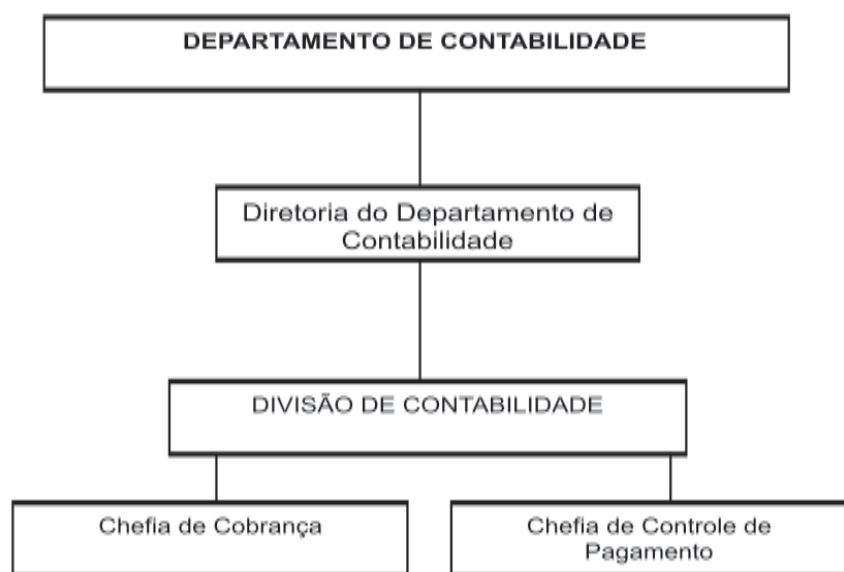 DEPARTAMENTO DE CONTABILIDADE
Diretoria do Departamento de
Contabilidade
DIVISÃO DE CONTABILIDADE
Chefia de Cobrança
Chefia de Controle de
Pagamento